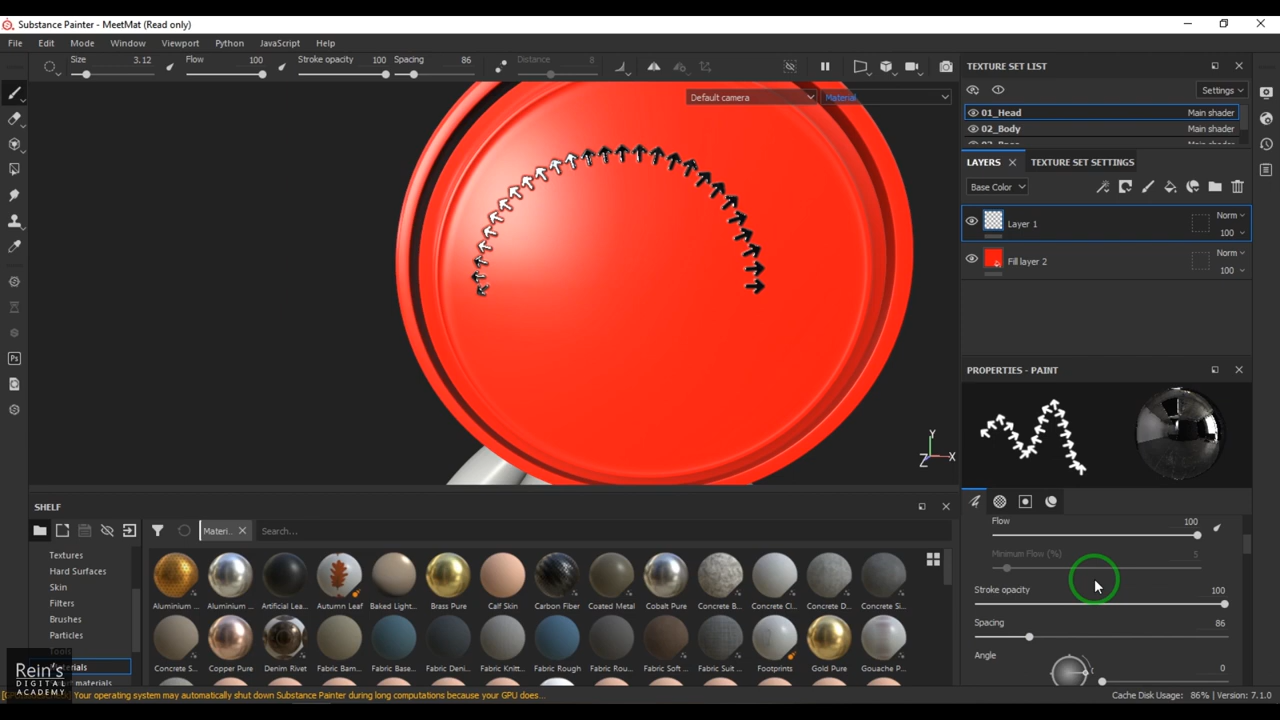 Substance Painter - MeetMat (Read only)
File Edit Mode Window Viewport Python JavaScript Help
Size 3.12 Flow 100 Stroke opacity 100 Spacing 86 Distance 8
Default camera Material
TEXTURE SET LIST
Settings
01_Head Main shader
02_Body Main shader
Main shader
LAYERS TEXTURE SET SETTINGS
Base Color
Layer 1 Norm 100
Fill layer 2 Norm 100
PROPERTIES - PAINT
Flow 100
Minimum Flow (%) 5
Stroke opacity 100
Spacing 86
Angle 0
Y
Z X
SHELF
Materi... Search...
Textures
Hard Surfaces
Skin
Filters
Brushes
Particles
Tools
Materials
Aluminium ... Aluminium ... Artificial Lea... Autumn Leaf Baked Light... Brass Pure Calf Skin Carbon Fiber Coated Metal Cobalt Pure Concrete B... Concrete Cl... Concrete D... Concrete Si...
Concrete S... Copper Pure Denim Rivet Fabric Bam... Fabric Base... Fabric Deni... Fabric Knitt... Fabric Rough Fabric Rou... Fabric Soft ... Fabric Suit ... Footprints Gold Pure Gouache P...
Rein's
DIGITAL
ACADEMY
Your operating system may automatically shut down Substance Painter during long computations because your GPU does...
Cache Disk Usage: 86% | Version: 7.1.0